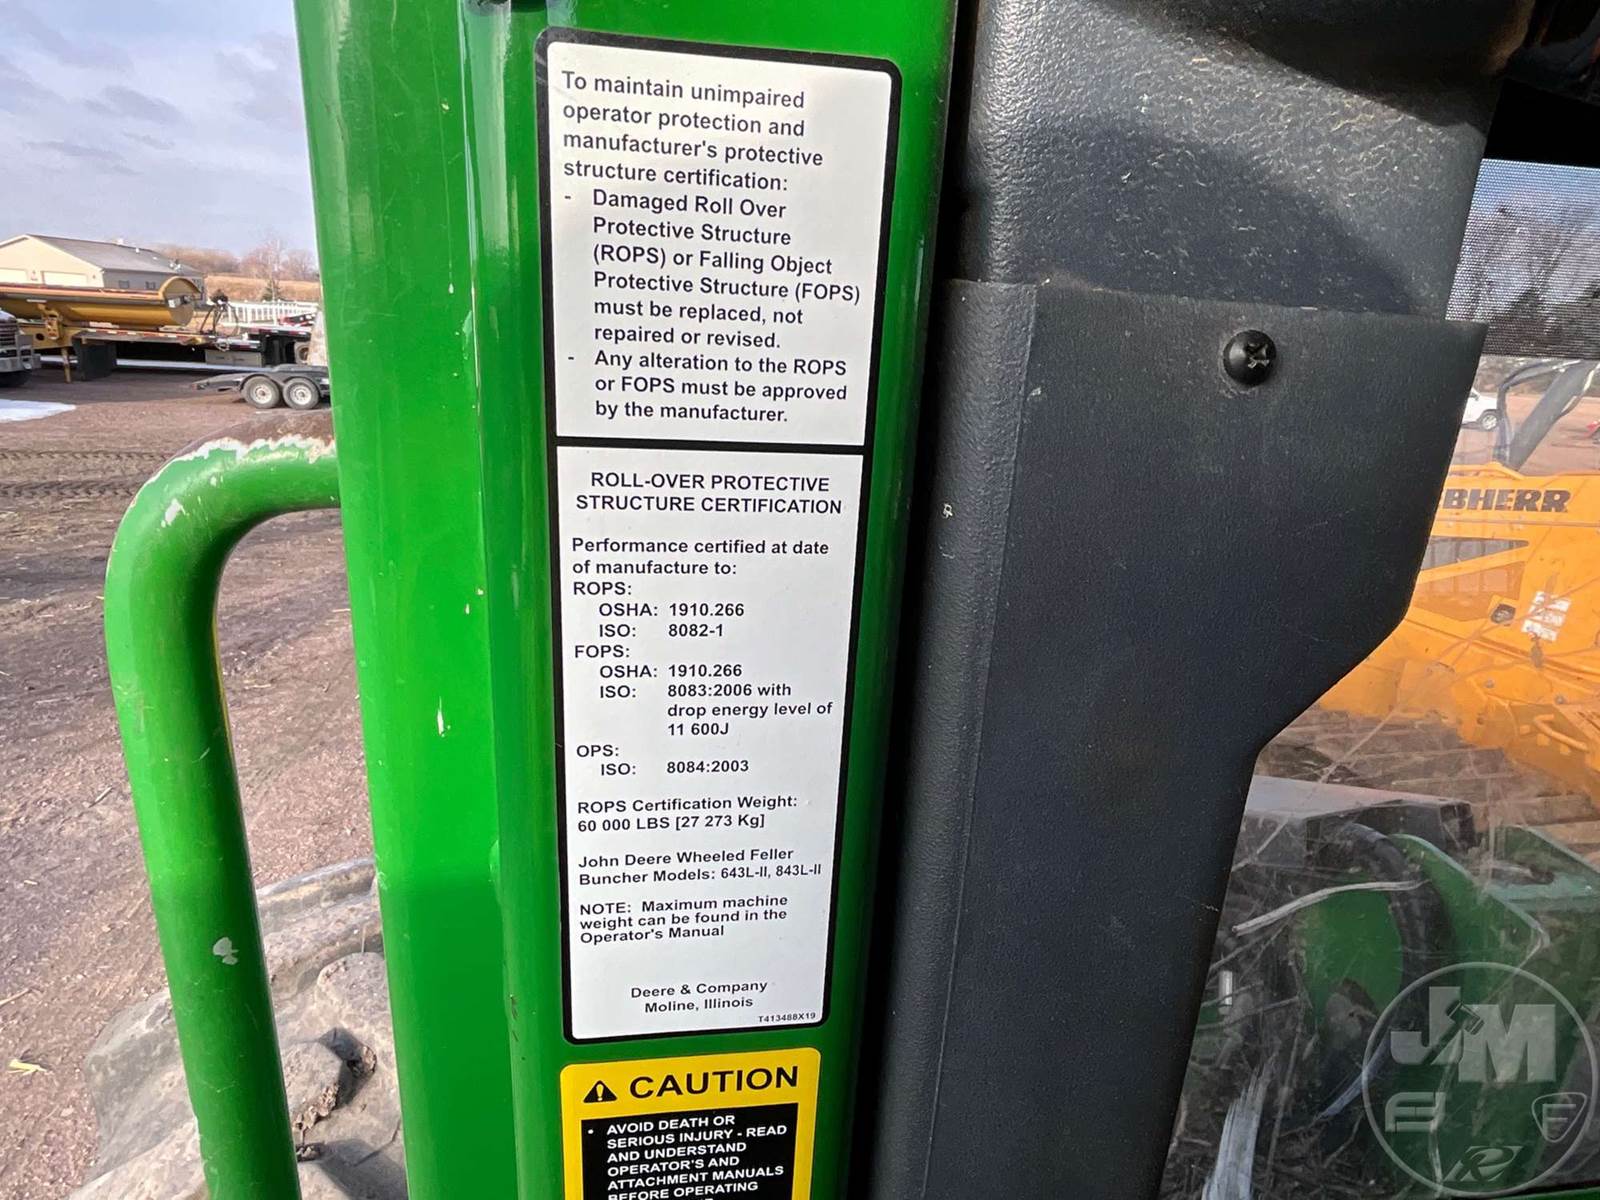 To maintain unimpaired
operator protection and
manufacturer's protective
structure certification:
- Damaged Roll Over
Protective Structure
(ROPS) or Falling Object
Protective Structure (FOPS)
must be replaced, not
repaired or revised.
- Any alteration to the ROPS
or FOPS must be approved
by the manufacturer.
ROLL-OVER PROTECTIVE
STRUCTURE CERTIFICATION
Performance certified at date
of manufacture to:
ROPS:
OSHA: 1910.266
ISO: 8082-1
FOPS:
OSHA: 1910.266
ISO: 8083:2006 with
drop energy level of
11 600J
OPS:
ISO: 8084:2003
ROPS Certification Weight:
60 000 LBS [27 273 Kg]
John Deere Wheeled Feller
Buncher Models: 643L-II, 843L-II
NOTE: Maximum machine
weight can be found in the
Operator's Manual
Deere & Company
Moline, Illinois
T413488X19
CAUTION
• AVOID DEATH OR
SERIOUS INJURY - READ
AND UNDERSTAND
OPERATOR'S AND
ATTACHMENT MANUALS
BEFORE OPERATING
BHERR
J&M